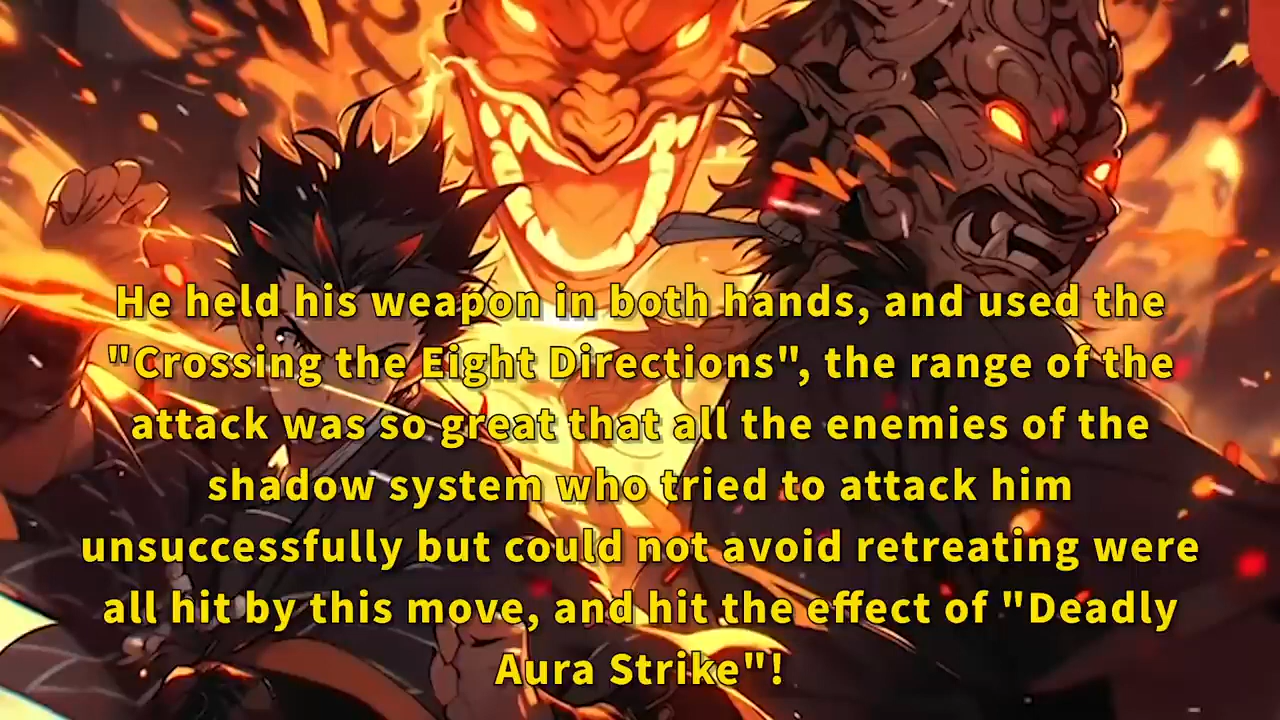 He held his weapon in both hands, and used the
"Crossing the Eight Directions", the range of the
attack was so great that all the enemies of the
shadow system who tried to attack him
unsuccessfully but could not avoid retreating were
all hit by this move, and hit the effect of "Deadly
Aura Strike"!